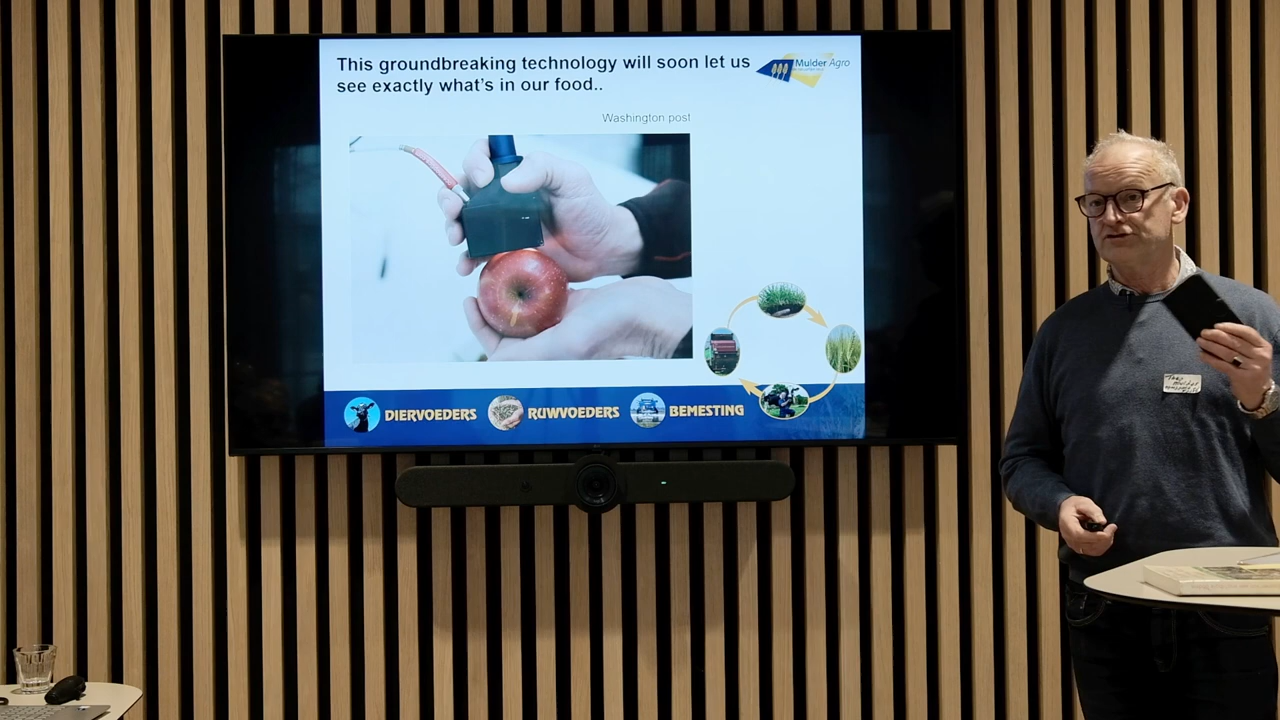 This groundbreaking technology will soon let us
see exactly what's in our food..
Mulder Agro
Washington post
DIERVOEDERS
RUWVOEDERS
BEMESTING